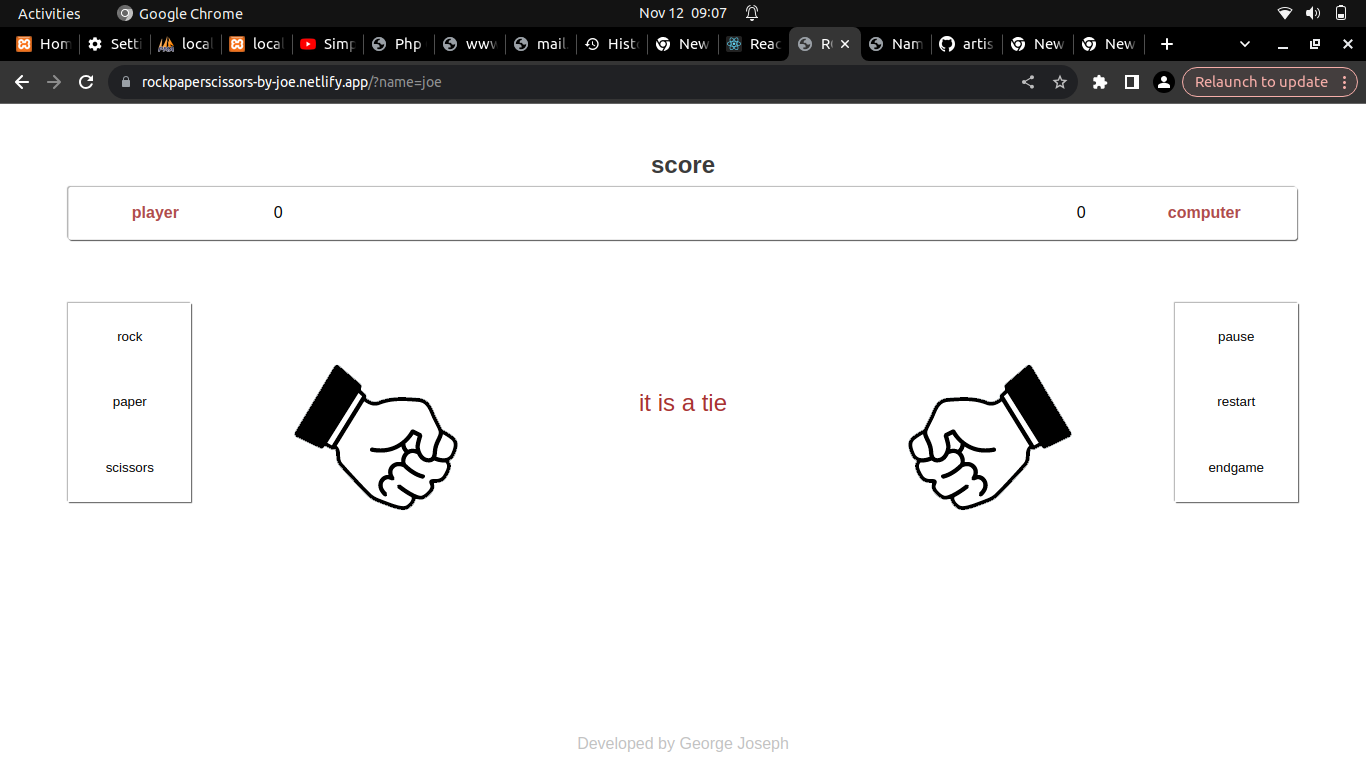 Activities Google Chrome Nov 12 09:07
Hom Setti local local Simp Php www mail. Histo New Reac RO Nam artis New New
rockpaperscissors-by-joe.netlify.app/?name=joe Relaunch to update
score
player 0 0 computer
rock
paper
scissors
it is a tie
pause
restart
endgame
Developed by George Joseph